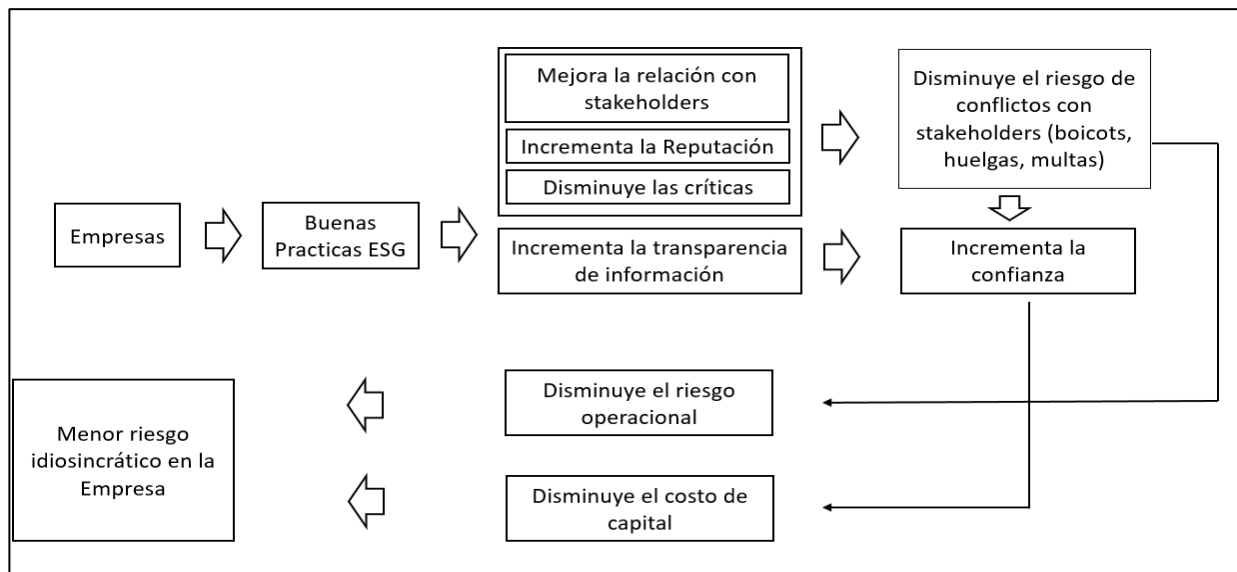 Mejora la relación con
stakeholders
Incrementa la Reputación
Disminuye las críticas
Disminuye el riesgo de
conflictos con
stakeholders (boicots,
huelgas, multas)
Empresas
Buenas
Practicas ESG
Incrementa la transparencia
de información
Incrementa la
confianza
Disminuye el riesgo
operacional
Menor riesgo
idiosincrático en la
Empresa
Disminuye el costo de
capital